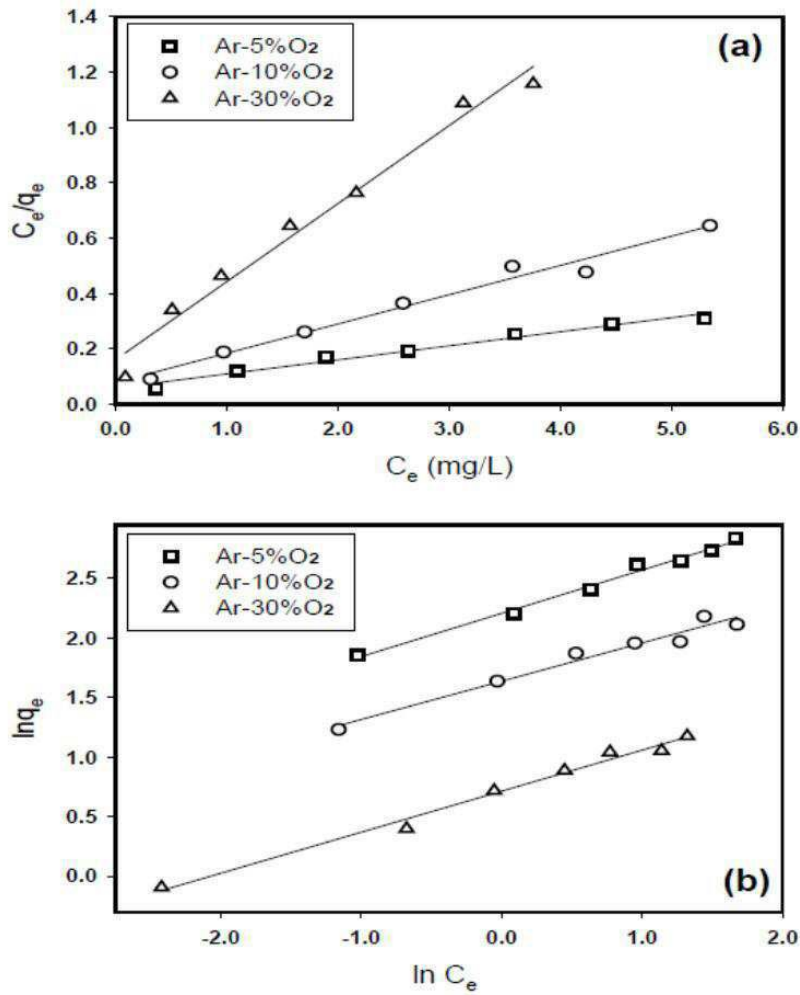 (a)
Ar-5%O₂
Ar-10%O₂
Ar-30%O₂
1.4
1.2
1.0
0.8
0.6
0.4
0.2
0.0
Cₑ/qₑ
0.0 1.0 2.0 3.0 4.0 5.0 6.0
Cₑ (mg/L)
Ar-5%O₂
Ar-10%O₂
Ar-30%O₂
2.5
2.0
1.5
1.0
0.5
0.0
lnqₑ
(b)
-2.0 -1.0 0.0 1.0 2.0
ln Cₑ